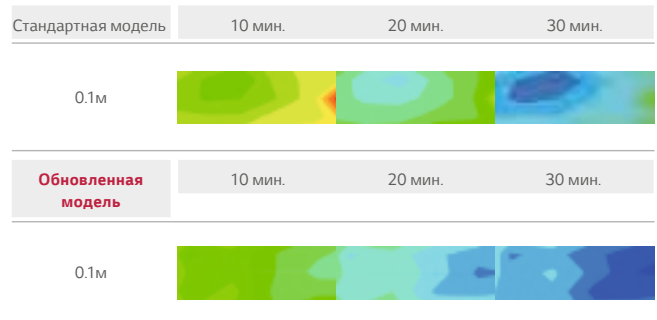 Стандартная модель 10 мин. 20 мин. 30 мин.
0.1м
Обновленная 10 мин. 20 мин. 30 мин.
модель
0.1м